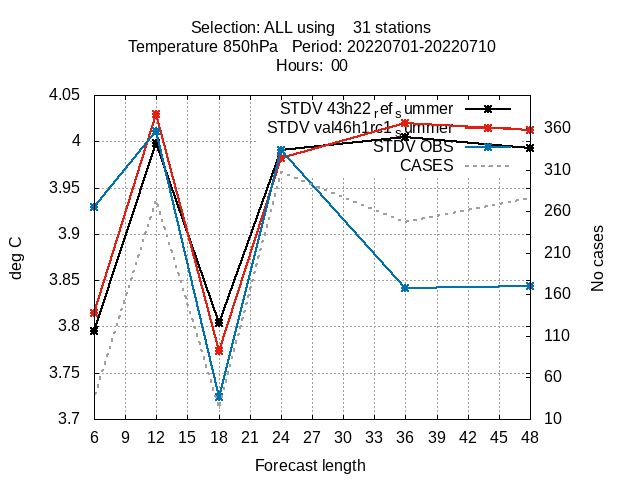 Selection: ALL using    31 stations
Temperature 850hPa   Period: 20220701-20220710
Hours:  00
4.05
4
3.95
3.9
3.85
3.8
3.75
3.7
deg C
STDV 43h22 ref summer
STDV val46h1rc1 summer
STDV OBS
CASES
360
310
260
210
160
110
60
10
No cases
6 9 12 15 18 21 24 27 30 33 36 39 42 45 48
Forecast length